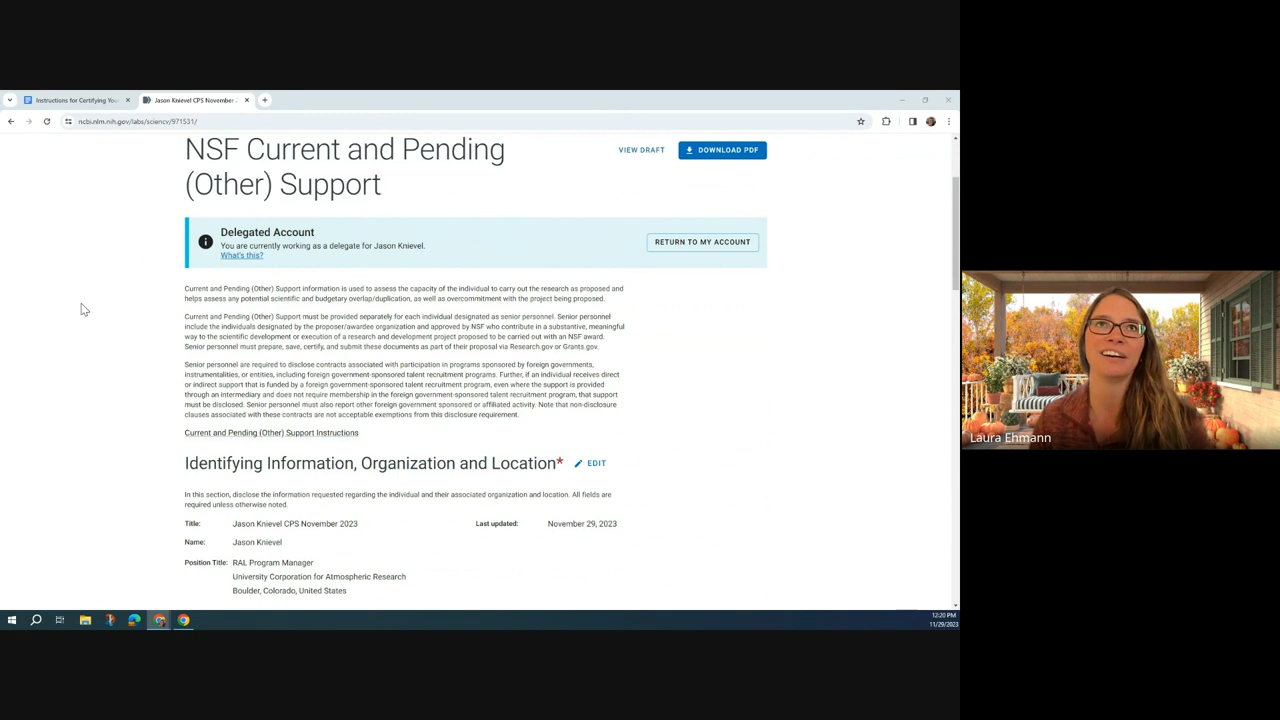 Instructions for Certifying You
Jason Knievel CPS November
ncbi.nlm.nih.gov/labs/sciencv/971531/
NSF Current and Pending
(Other) Support
VIEW DRAFT
DOWNLOAD PDF
Delegated Account
You are currently working as a delegate for Jason Knievel.
What's this?
RETURN TO MY ACCOUNT
Current and Pending (Other) Support information is used to assess the capacity of the individual to carry out the research as proposed and
helps assess any potential scientific and budgetary overlap/duplication, as well as overcommitment with the project being proposed.
Current and Pending (Other) Support must be provided separately for each individual designated as senior personnel. Senior personnel
include the individuals designated by the proposer/awardee organization and approved by NSF who contribute in a substantive, meaningful
way to the scientific development or execution of a research and development project proposed to be carried out with an NSF award.
Senior personnel must prepare, save, certify, and submit these documents as part of their proposal via Research.gov or Grants.gov.
Senior personnel are required to disclose contracts associated with participation in programs sponsored by foreign governments,
instrumentalities, or entities, including foreign government-sponsored talent recruitment programs. Further, if an individual receives direct
or indirect support that is funded by a foreign government-sponsored talent recruitment program, even where the support is provided
through an intermediary and does not require membership in the foreign government-sponsored talent recruitment program, that support
must be disclosed. Senior personnel must also report other foreign government sponsored or affiliated activity. Note that non-disclosure
clauses associated with these contracts are not acceptable exemptions from this disclosure requirement.
Current and Pending (Other) Support Instructions
Identifying Information, Organization and Location* EDIT
In this section, disclose the information requested regarding the individual and their associated organization and location. All fields are
required unless otherwise noted.
Title: Jason Knievel CPS November 2023 Last updated: November 29, 2023
Name: Jason Knievel
Position Title: RAL Program Manager
University Corporation for Atmospheric Research
Boulder, Colorado, United States
Laura Ehmann
12:20 PM
11/29/2023